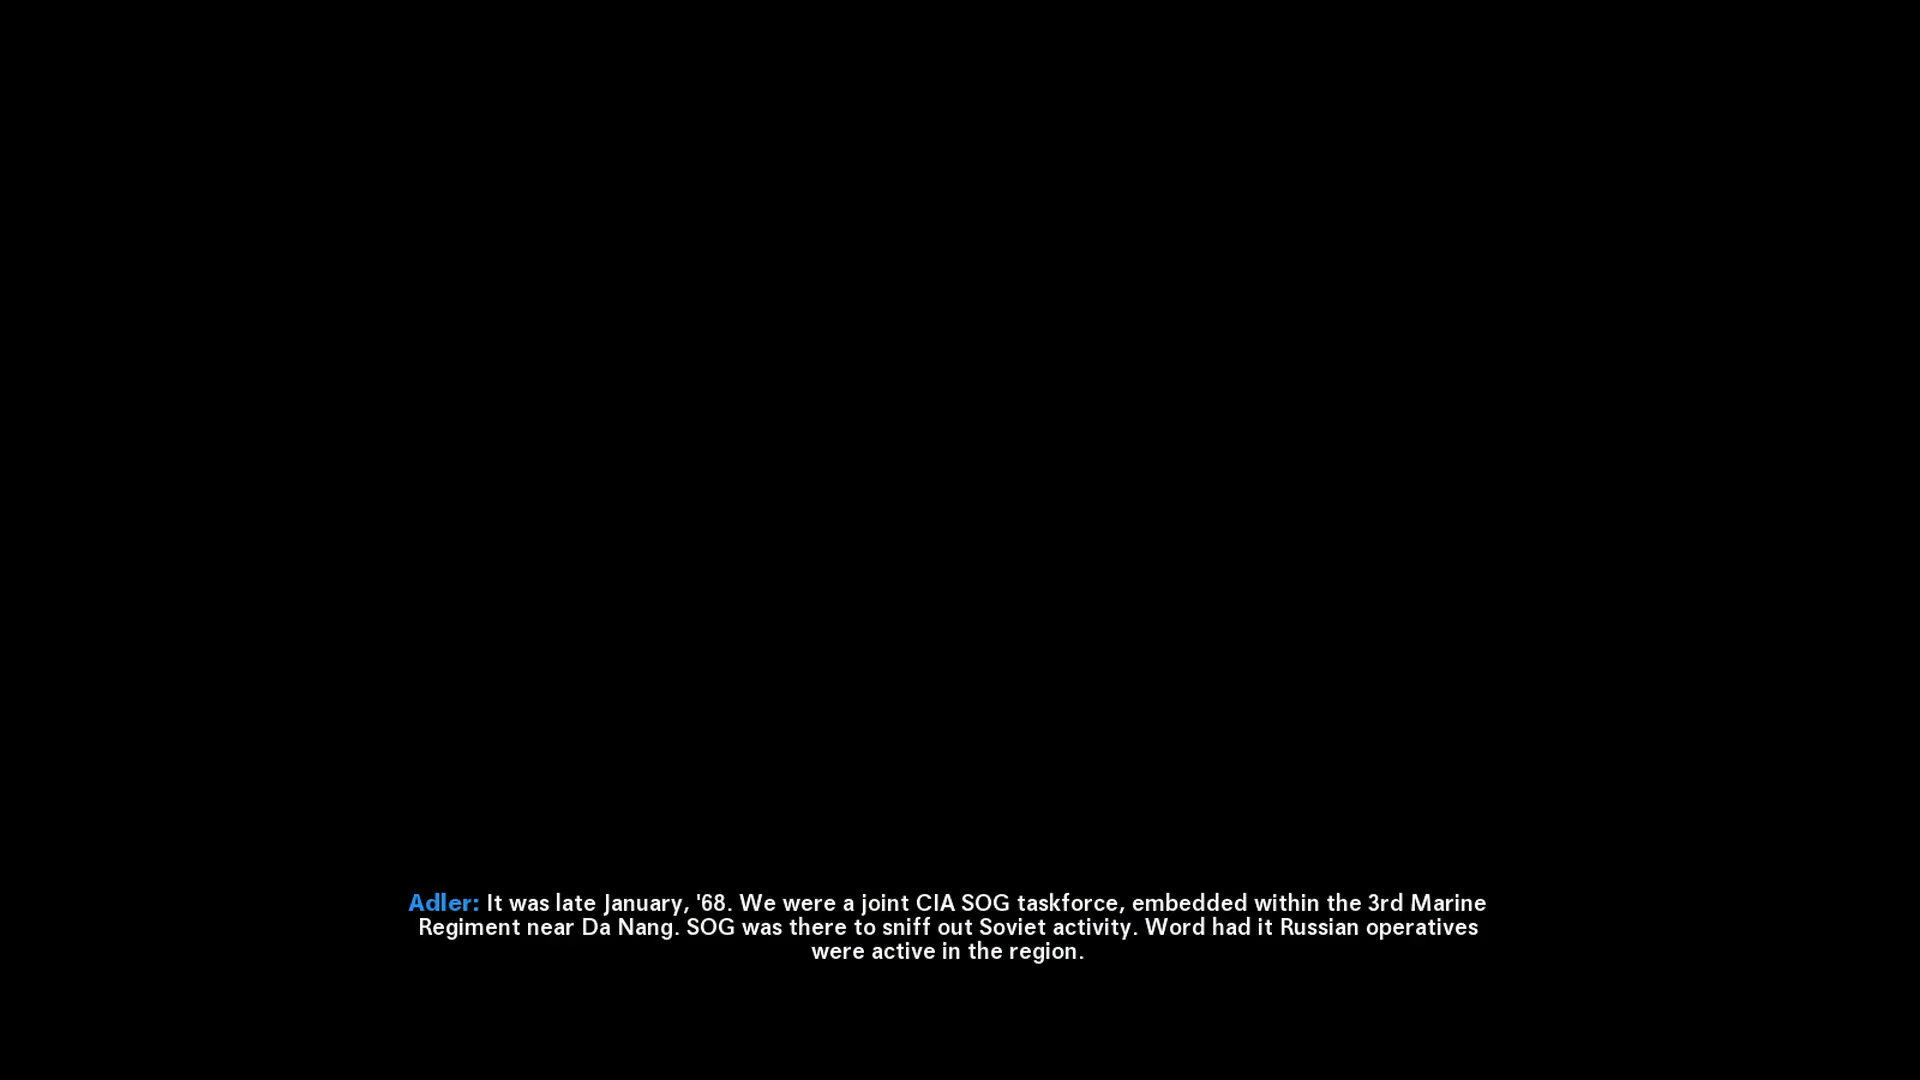 Adler: It was late January, '68. We were a joint CIA SOG taskforce, embedded within the 3rd Marine
Regiment near Da Nang. SOG was there to sniff out Soviet activity. Word had it Russian operatives
were active in the region.